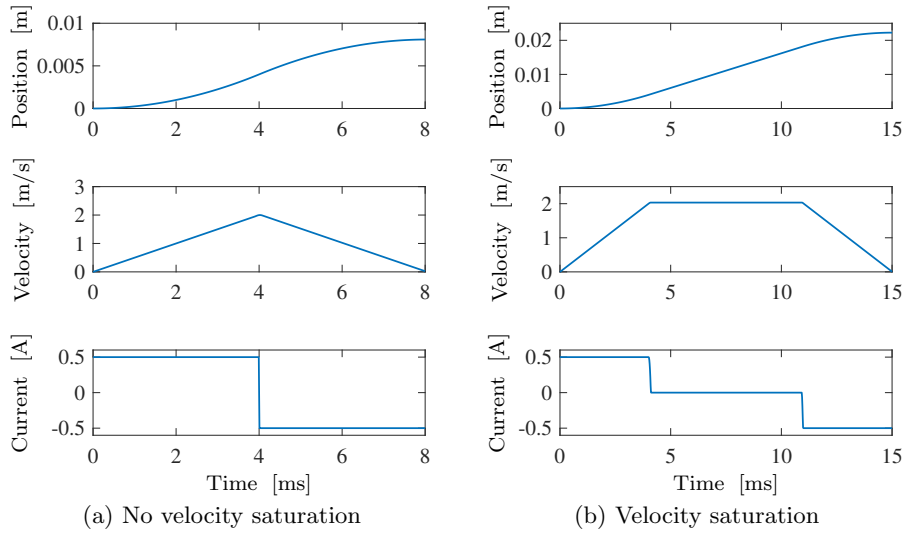 Position [m]
0.01
0.005
0
0 2 4 6 8
Velocity [m/s]
3
2
1
0
0 2 4 6 8
Current [A]
0.5
0
-0.5
0 2 4 6 8
Time [ms]
(a) No velocity saturation
Position [m]
0.02
0.01
0
0 5 10 15
Velocity [m/s]
2
1
0
0 5 10 15
Current [A]
0.5
0
-0.5
0 5 10 15
Time [ms]
(b) Velocity saturation